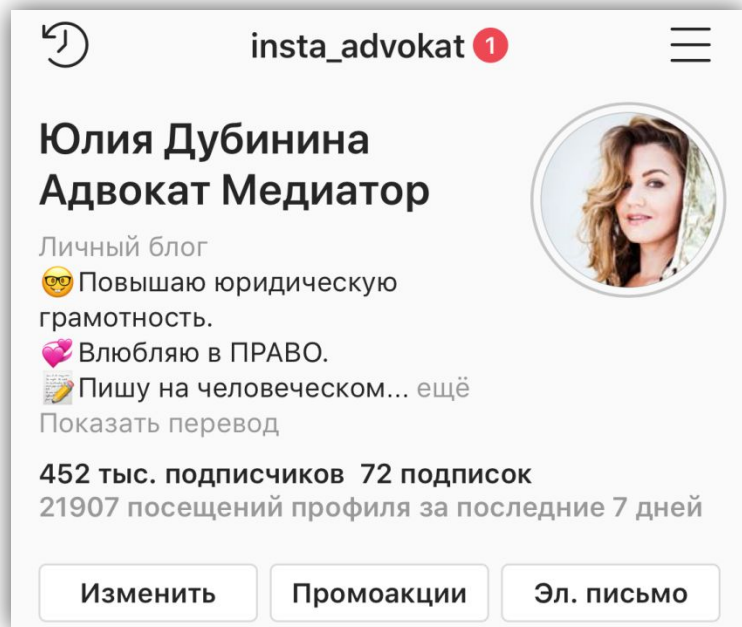 insta_advokat 1
Юлия Дубинина
Адвокат Медиатор
Личный блог
🤓Повышаю юридическую
грамотность.
💞Влюбляю в ПРАВО.
📝Пишу на человеческом... ещё
Показать перевод
452 тыс. подписчиков 72 подписок
21907 посещений профиля за последние 7 дней
Изменить Промоакции Эл. письмо